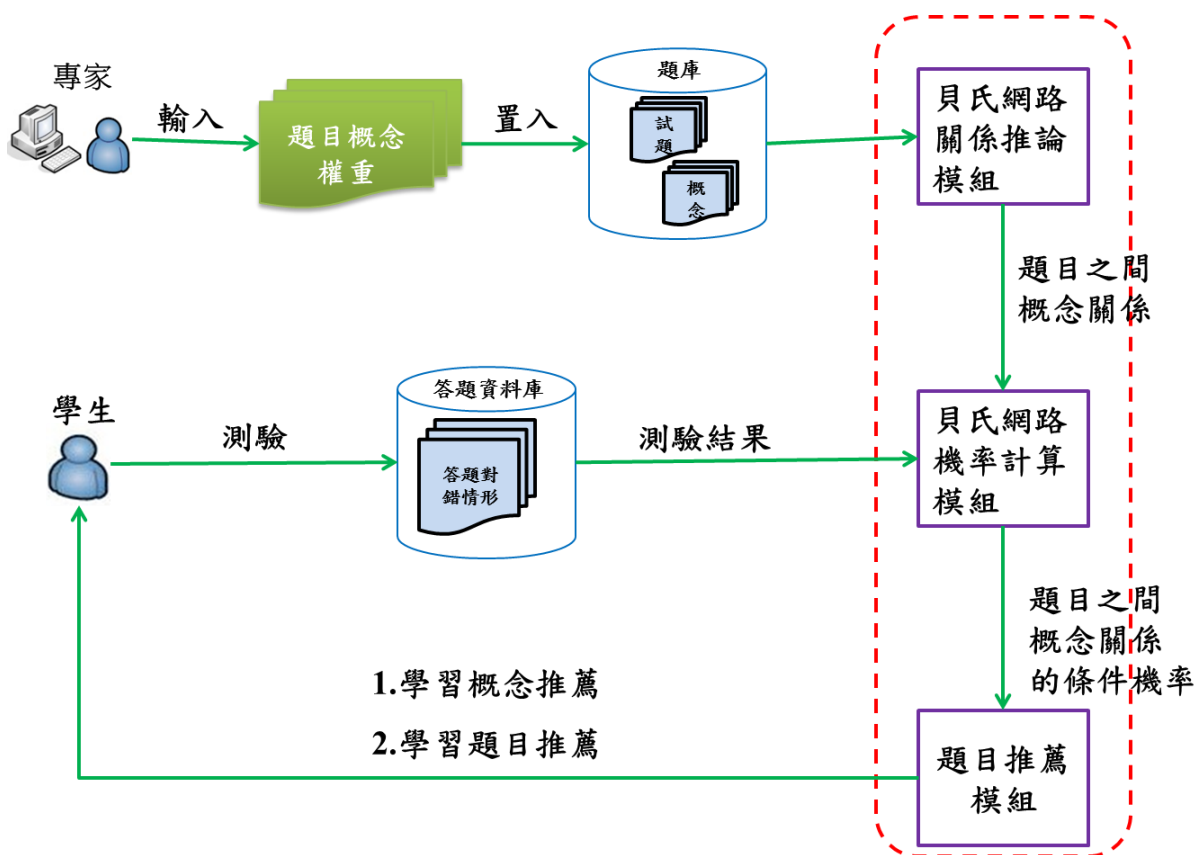 專家
輸入
題目概念
權重
置入
題庫
試
題
概
念
貝氏網路
關係推論
模組
題目之間
概念關係
學生
測驗
答題資料庫
答題對
錯情形
測驗結果
貝氏網路
機率計算
模組
題目之間
概念關係
的條件機率
1.學習概念推薦
2.學習題目推薦
題目推薦
模組